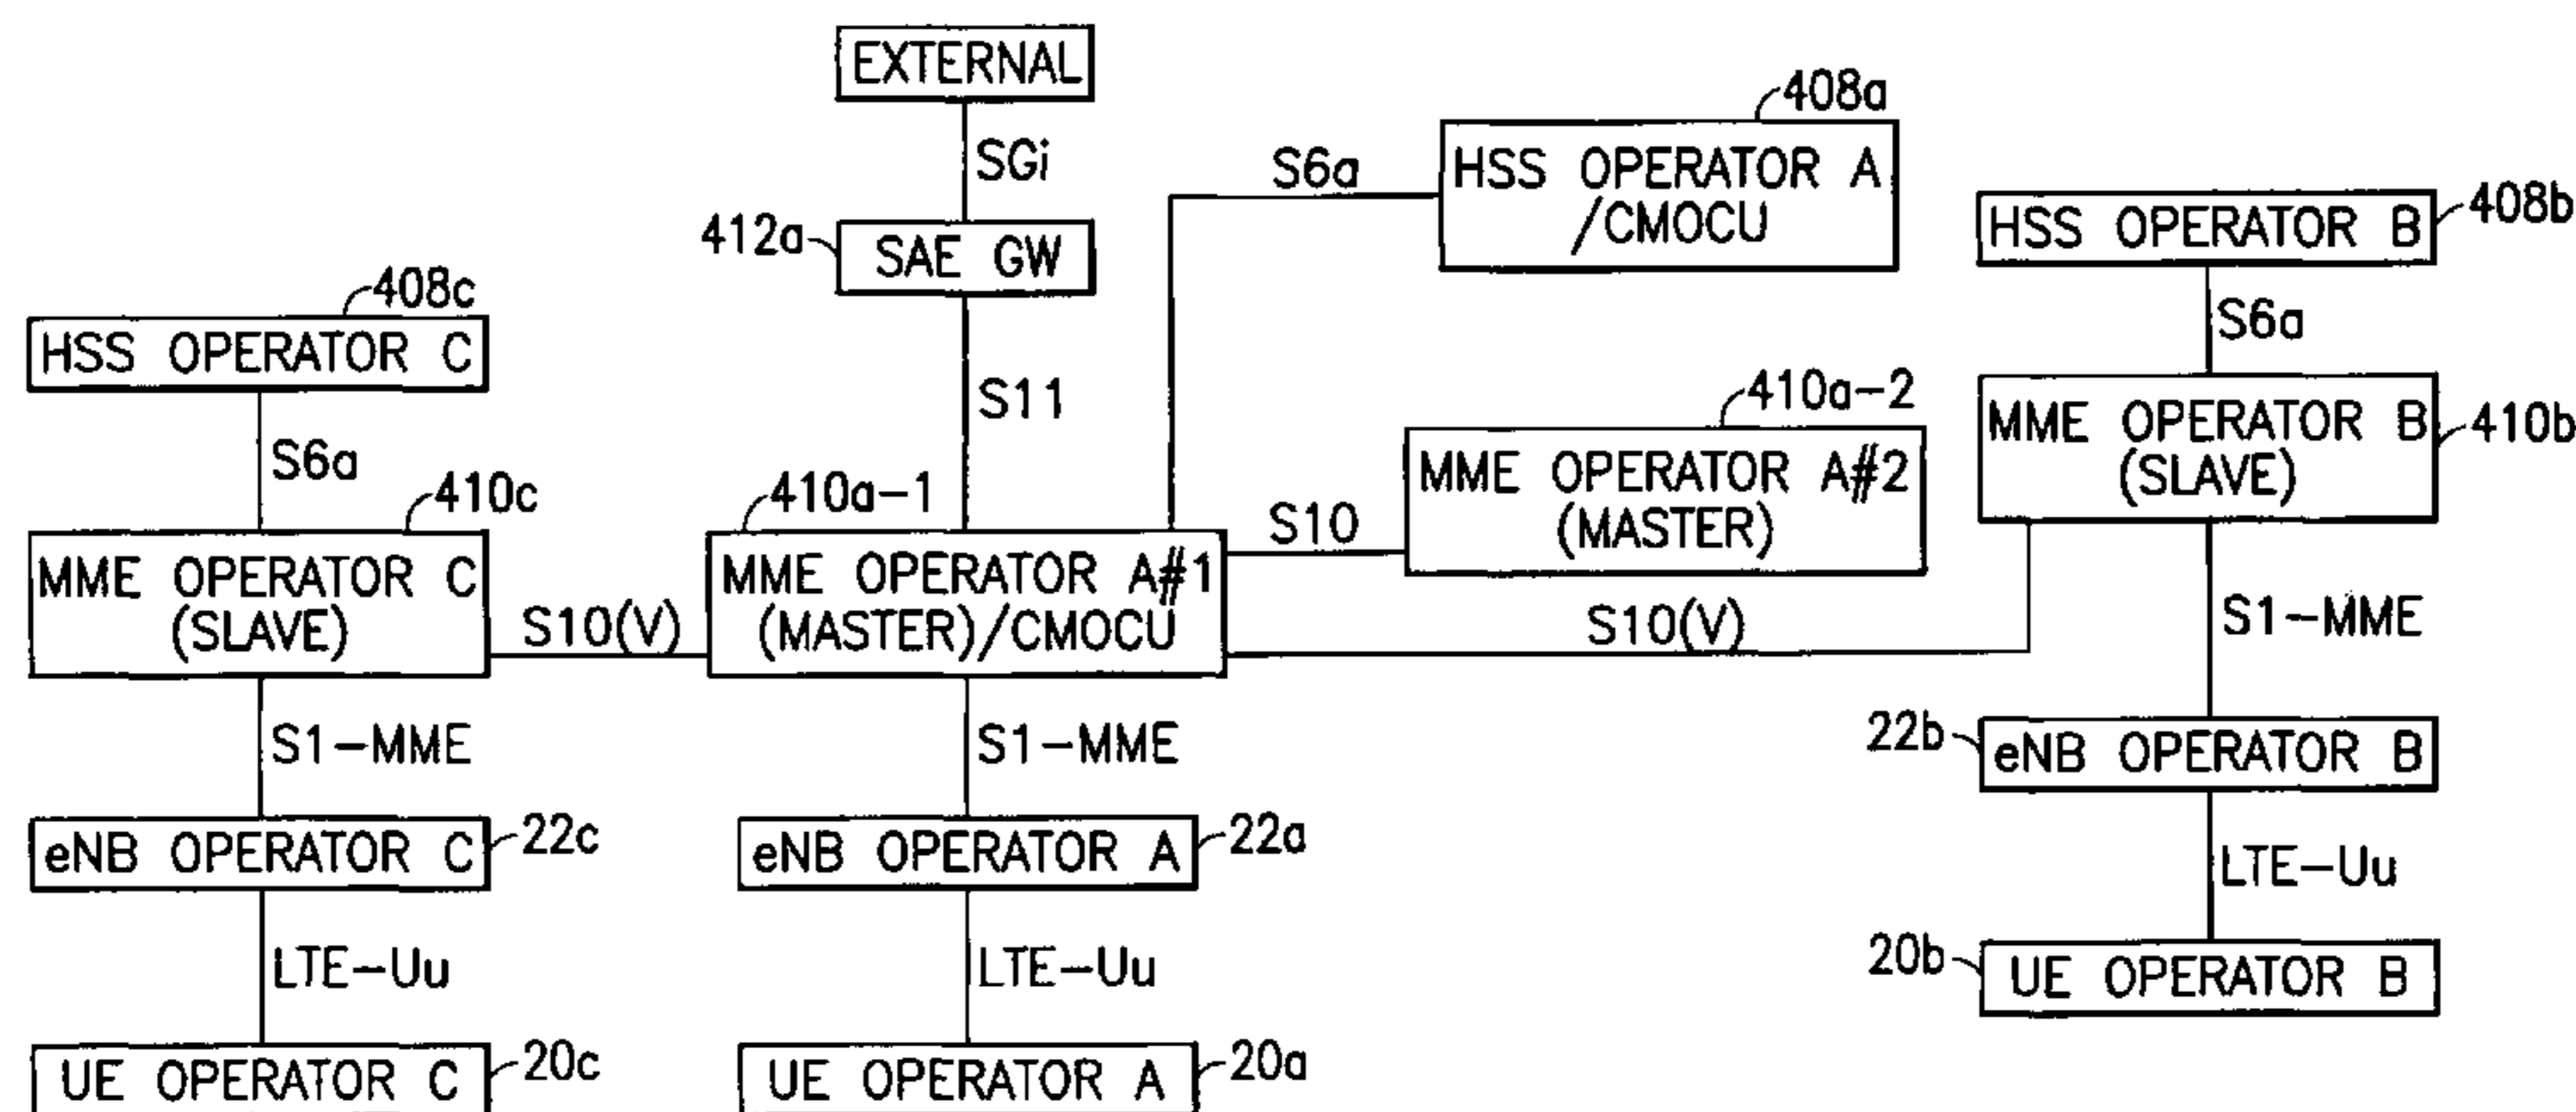 EXTERNAL
SGi
408a
S6a
HSS OPERATOR A
/CMOCU
412a
SAE GW
408b
HSS OPERATOR B
408c
HSS OPERATOR C
S6a
S11
410a-2
MME OPERATOR A#2
(MASTER)
MME OPERATOR B
(SLAVE)
410b
S6a
410c
410a-1
S10
MME OPERATOR C
(SLAVE)
S10(V)
MME OPERATOR A#1
(MASTER)/CMOCU
S10(V)
S1-MME
S1-MME
S1-MME
22b
eNB OPERATOR B
eNB OPERATOR C
22c
eNB OPERATOR A
22a
LTE-Uu
LTE-Uu
LTE-Uu
20b
UE OPERATOR B
UE OPERATOR C
20c
UE OPERATOR A
20a